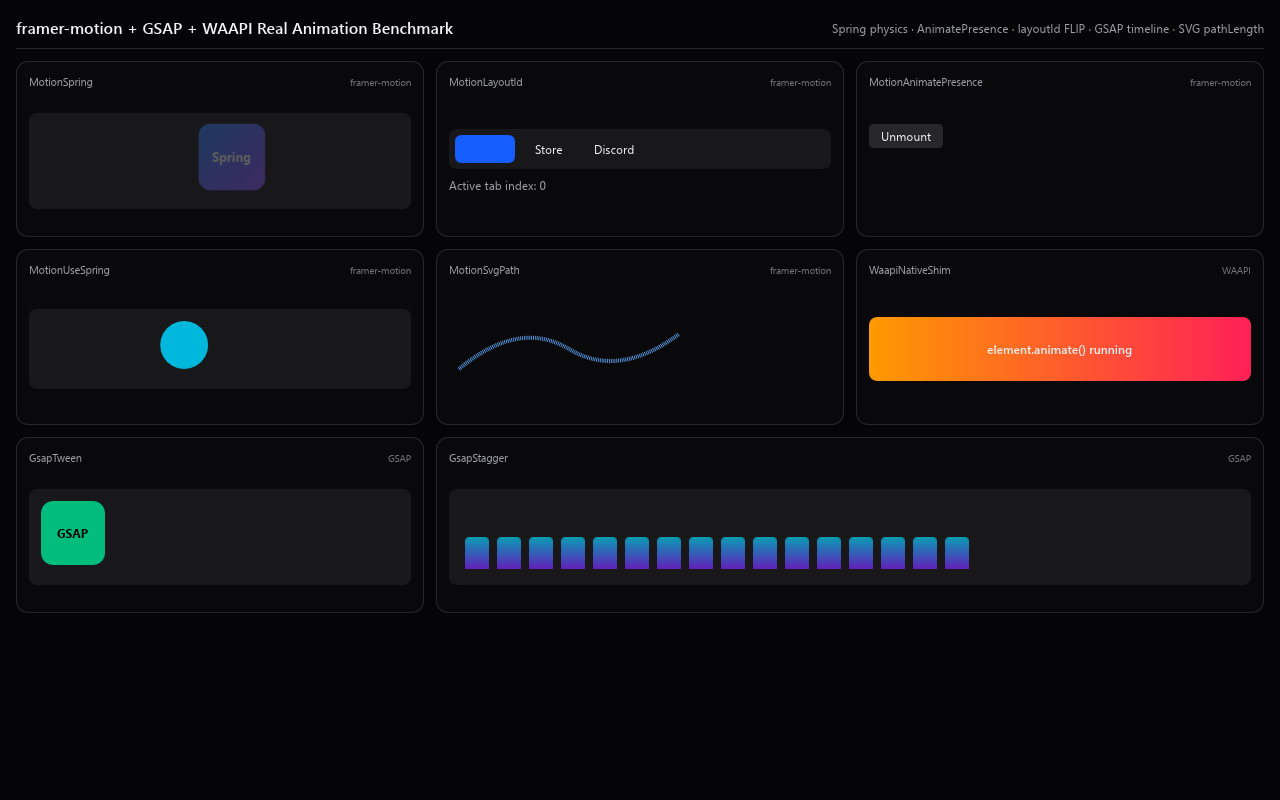 framer-motion + GSAP + WAAPI Real Animation Benchmark
Spring physics · AnimatePresence · layoutId FLIP · GSAP timeline · SVG pathLength
MotionSpring framer-motion
Spring
MotionLayoutId framer-motion
Store Discord
Active tab index: 0
MotionAnimatePresence framer-motion
Unmount
MotionUseSpring framer-motion
MotionSvgPath framer-motion
WaapiNativeShim WAAPI
element.animate() running
GsapTween GSAP
GSAP
GsapStagger GSAP